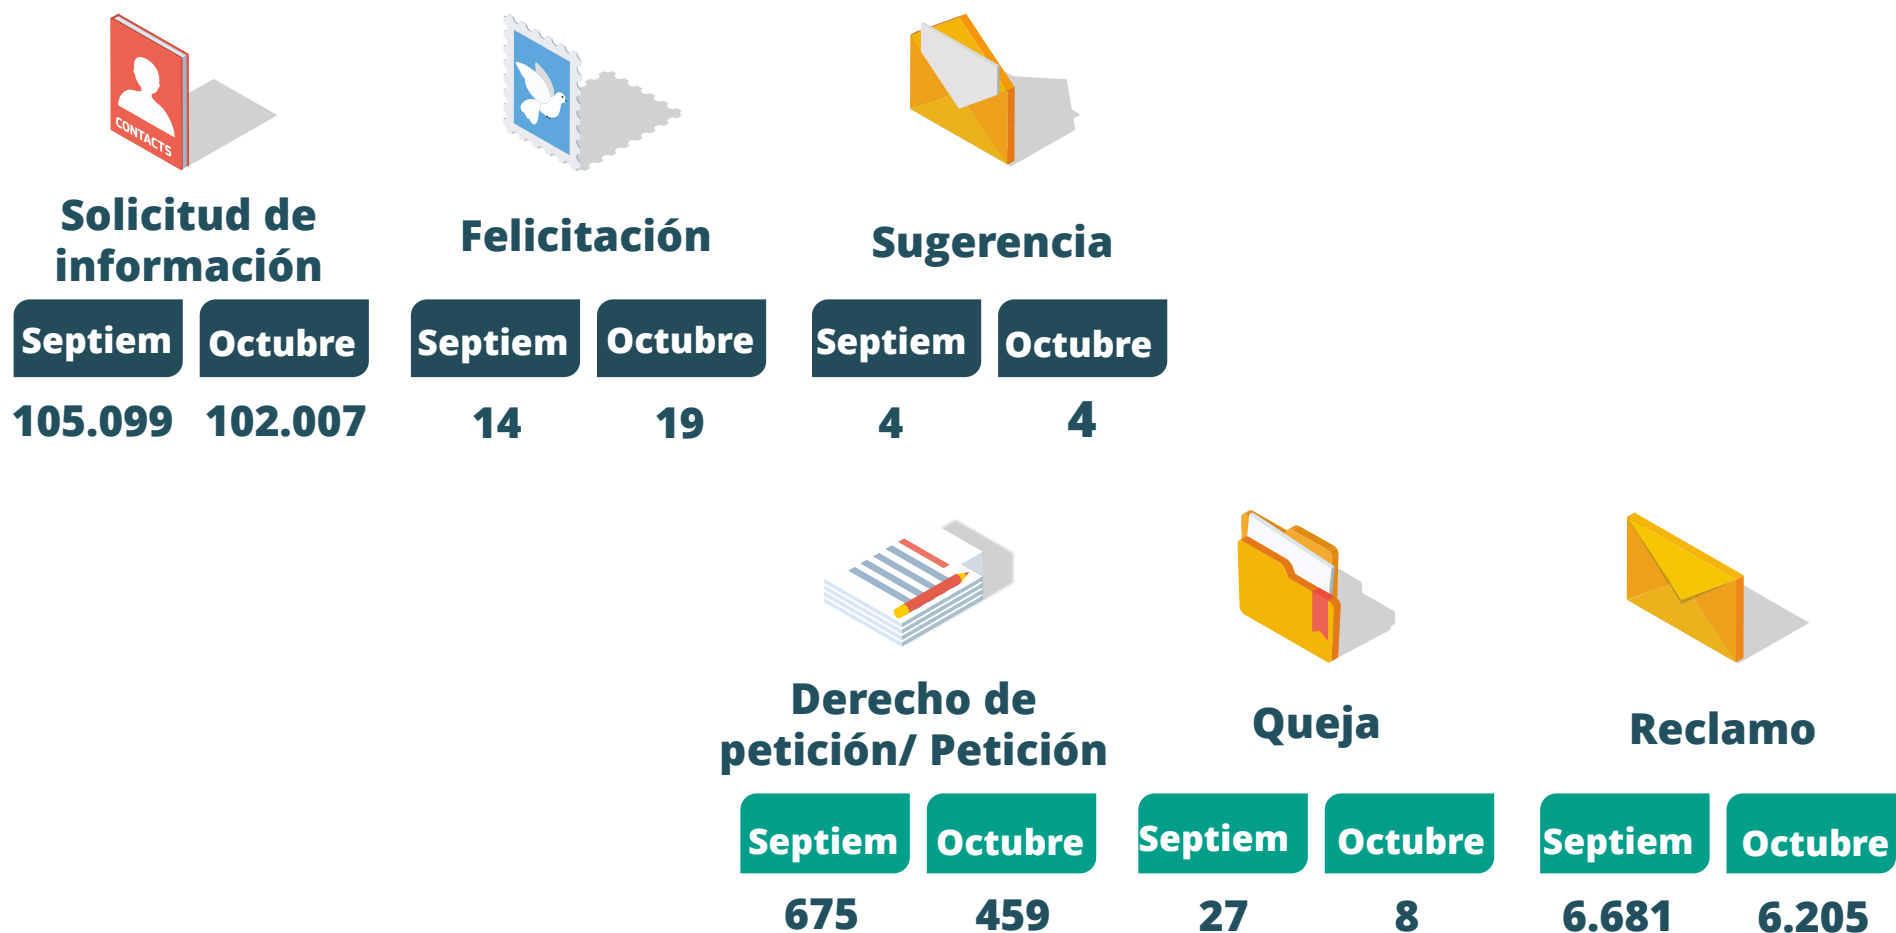 CONTACTS
Solicitud de
información
Septiem Octubre
105.099 102.007
Felicitación
Septiem Octubre
14 19
Sugerencia
Septiem Octubre
4 4
Derecho de
petición/ Petición
Septiem Octubre
675 459
Queja
Septiem Octubre
27 8
Reclamo
Septiem Octubre
6.681 6.205